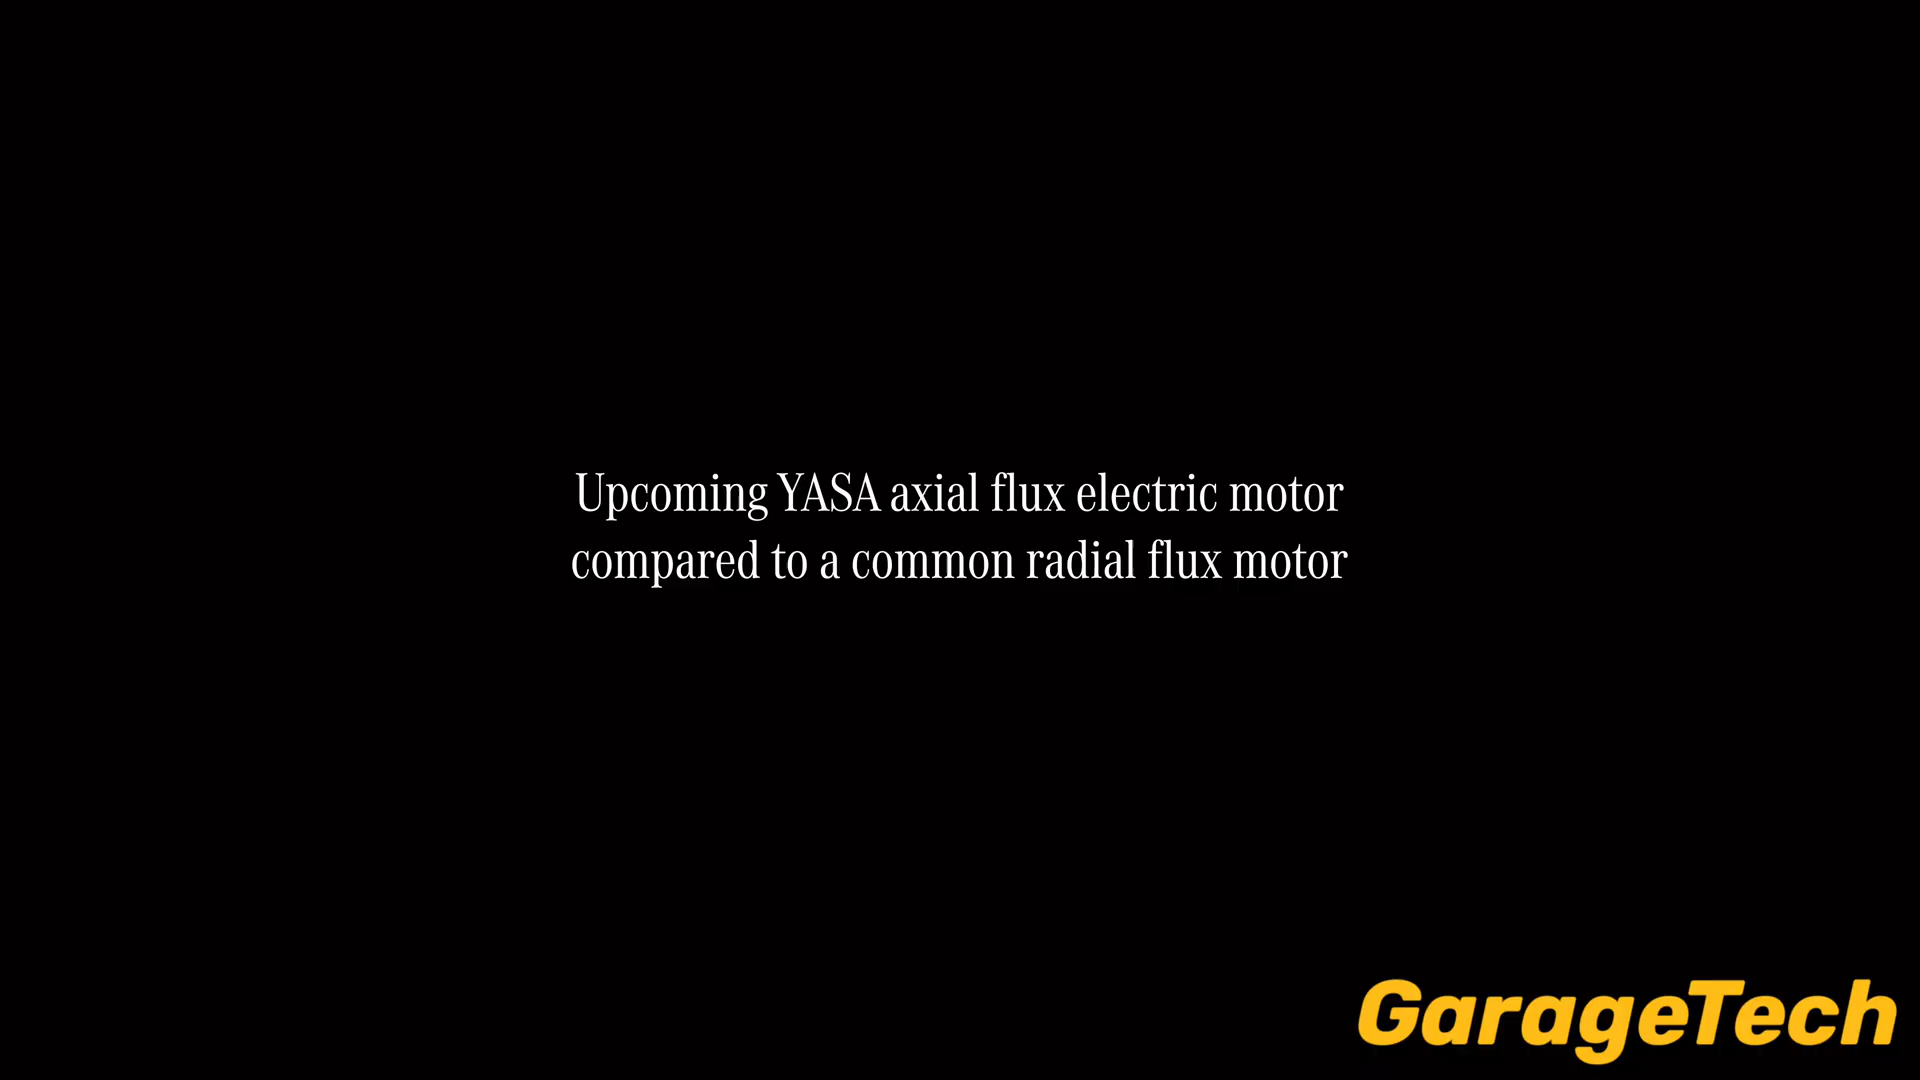 Upcoming YASA axial flux electric motor
compared to a common radial flux motor
GarageTech